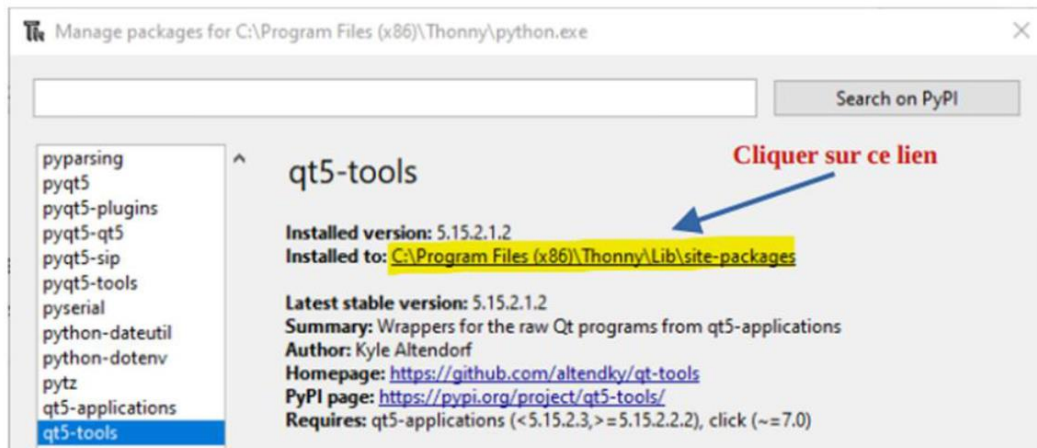 Manage packages for C:\Program Files (x86)\Thonny\python.exe
Search on PyPI
pyparsing
pyqt5
pyqt5-plugins
pyqt5-qt5
pyqt5-sip
pyqt5-tools
pyserial
python-dateutil
python-dotenv
pytz
qt5-applications
qt5-tools
qt5-tools
Cliquer sur ce lien
Installed version: 5.15.2.1.2
Installed to: C:\Program Files (x86)\Thonny\Lib\site-packages
Latest stable version: 5.15.2.1.2
Summary: Wrappers for the raw Qt programs from qt5-applications
Author: Kyle Altendorf
Homepage: https://github.com/altendky/qt-tools
PyPI page: https://pypi.org/project/qt5-tools/
Requires: qt5-applications (<5.15.2.3,>=5.15.2.2.2), click (~=7.0)